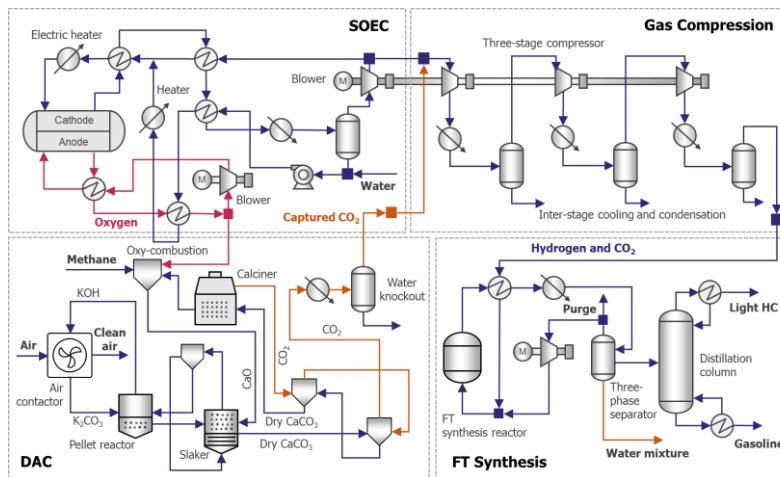 SOEC
Electric heater
Heater
Cathode
Anode
Oxygen
M
Blower
Blower
M
Water
Captured CO₂
Gas Compression
Three-stage compressor
Inter-stage cooling and condensation
Hydrogen and CO₂
DAC
Oxy-combustion
Methane
KOH
Air
Clean
air
Air
contactor
K₂CO₃
Pellet reactor
Calciner
CaO
CO₂
CO₂
Water
knockout
Slaker
Dry CaCO₃
Dry CaCO₃
FT Synthesis
Purge
M
FT
synthesis reactor
Three-
phase
separator
Water mixture
Distillation
column
Light HC
Gasoline